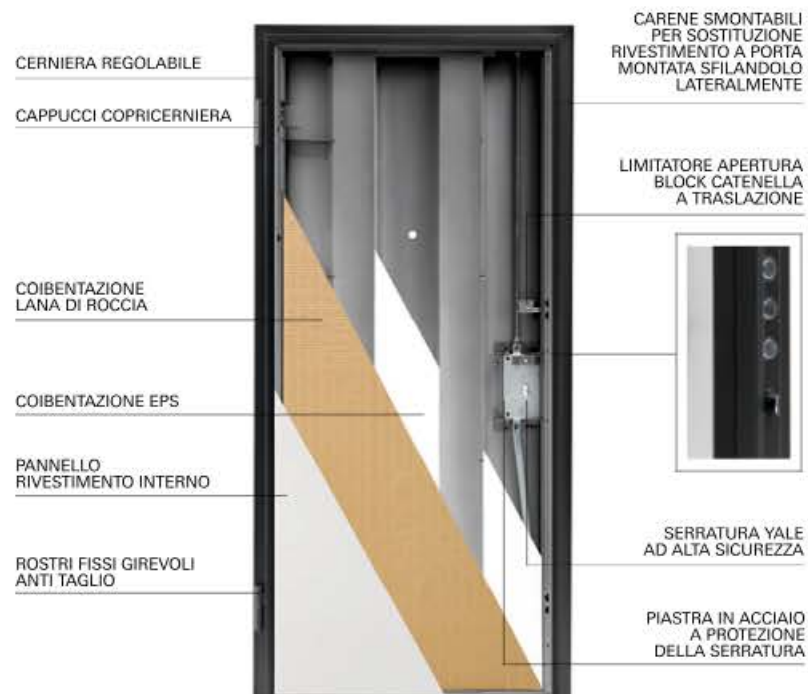 CERNIERA REGOLABILE
CAPPUCCI COPRICERNIERA
COIBENTAZIONE
LANA DI ROCCIA
COIBENTAZIONE EPS
PANNELLO
RIVESTIMENTO INTERNO
ROSTRI FISSI GIREVOLI
ANTI TAGLIO
CARENE SMONTABILI
PER SOSTITUZIONE
RIVESTIMENTO A PORTA
MONTATA SFILANDOLO
LATERALMENTE
LIMITATORE APERTURA
BLOCK CATENELLA
A TRASLAZIONE
SERRATURA YALE
AD ALTA SICUREZZA
PIASTRA IN ACCIAIO
A PROTEZIONE
DELLA SERRATURA